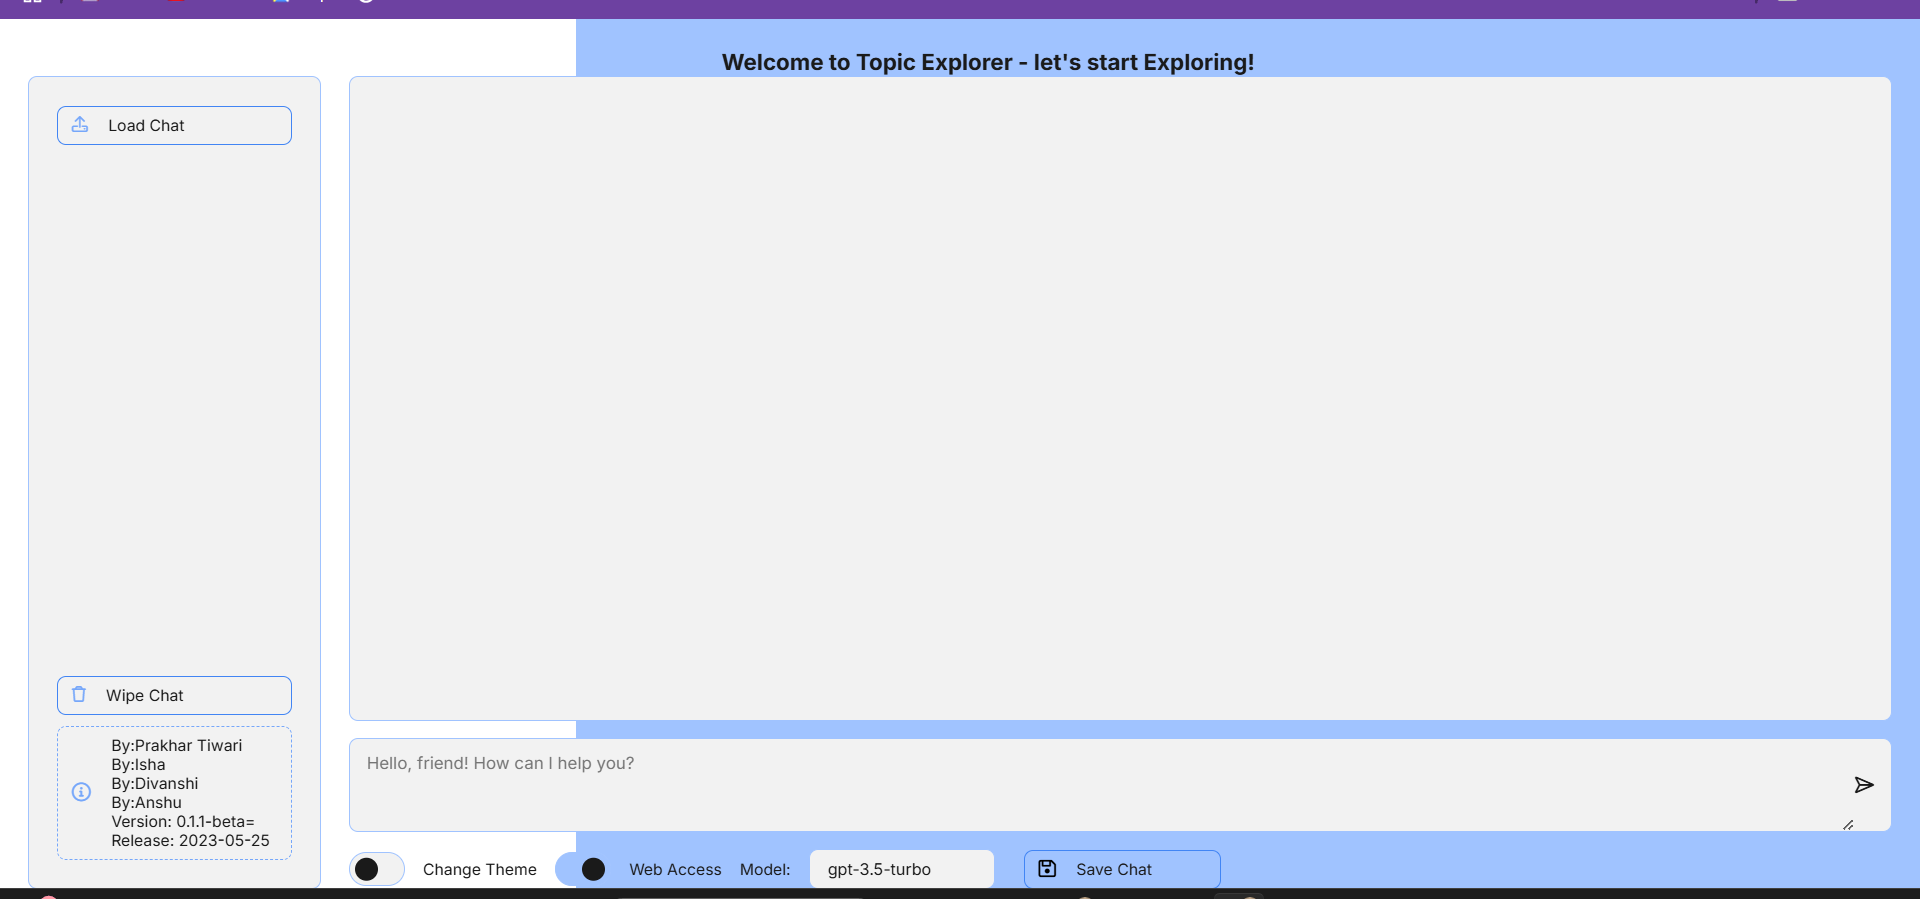 Welcome to Topic Explorer - let's start Exploring!
Load Chat
Wipe Chat
By:Prakhar Tiwari
By:Isha
By:Divanshi
By:Anshu
Version: 0.1.1-beta=
Release: 2023-05-25
Hello, friend! How can I help you?
Change Theme
Web Access
Model:
gpt-3.5-turbo
Save Chat